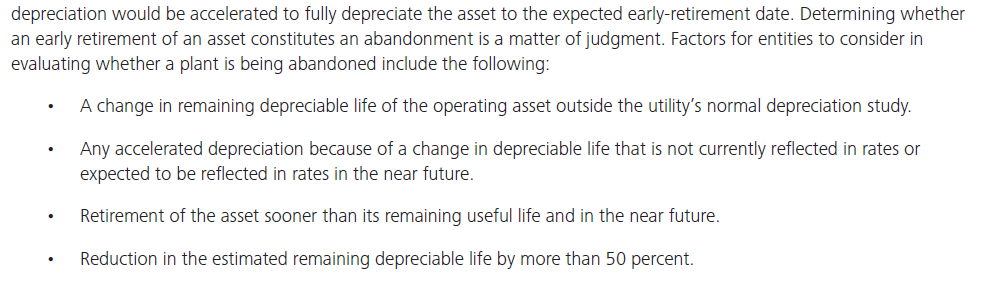 depreciation would be accelerated to fully depreciate the asset to the expected early-retirement date. Determining whether
an early retirement of an asset constitutes an abandonment is a matter of judgment. Factors for entities to consider in
evaluating whether a plant is being abandoned include the following:
• A change in remaining depreciable life of the operating asset outside the utility’s normal depreciation study.
• Any accelerated depreciation because of a change in depreciable life that is not currently reflected in rates or
expected to be reflected in rates in the near future.
• Retirement of the asset sooner than its remaining useful life and in the near future.
• Reduction in the estimated remaining depreciable life by more than 50 percent.